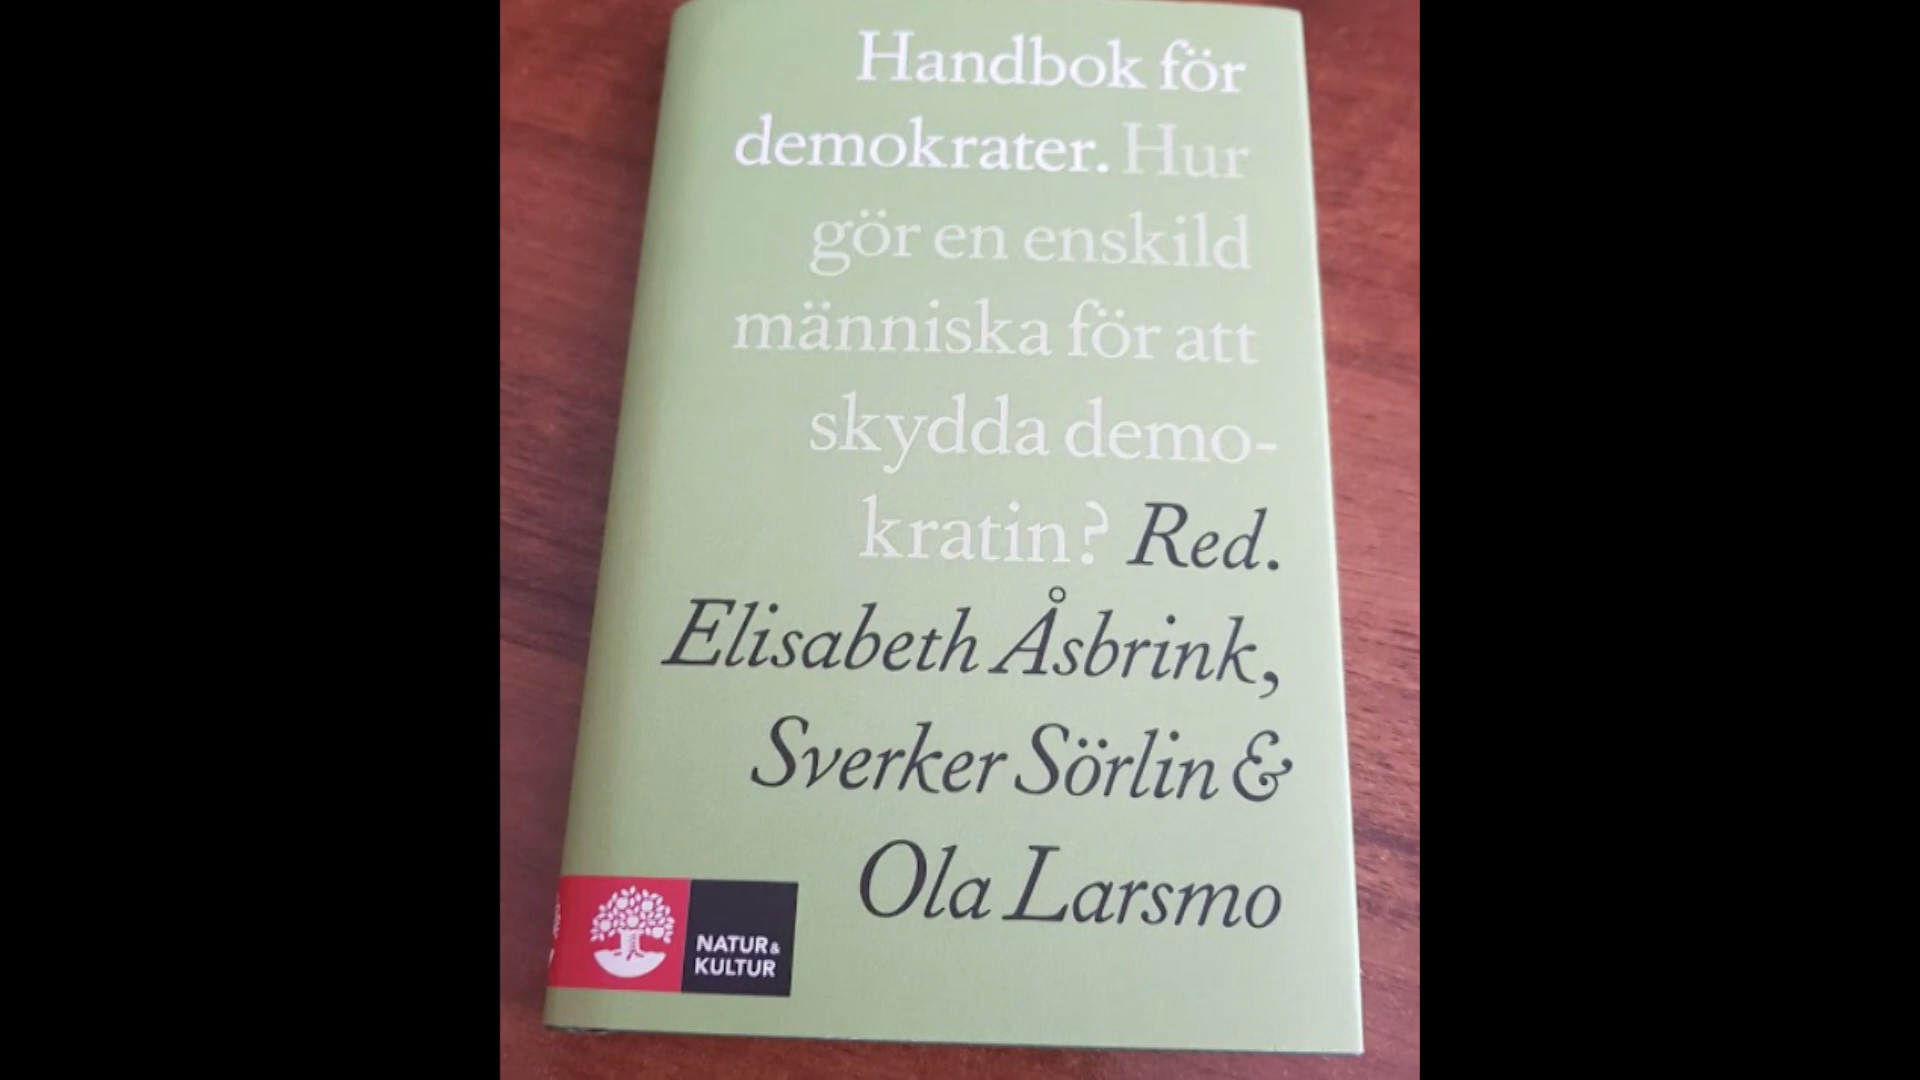 Handbok för
demokrater. Hur
gör en enskild
människa för att
skydda demo-
kratin? Red.
Elisabeth Åsbrink,
Sverker Sörlin &
Ola Larsmo
NATUR &
KULTUR